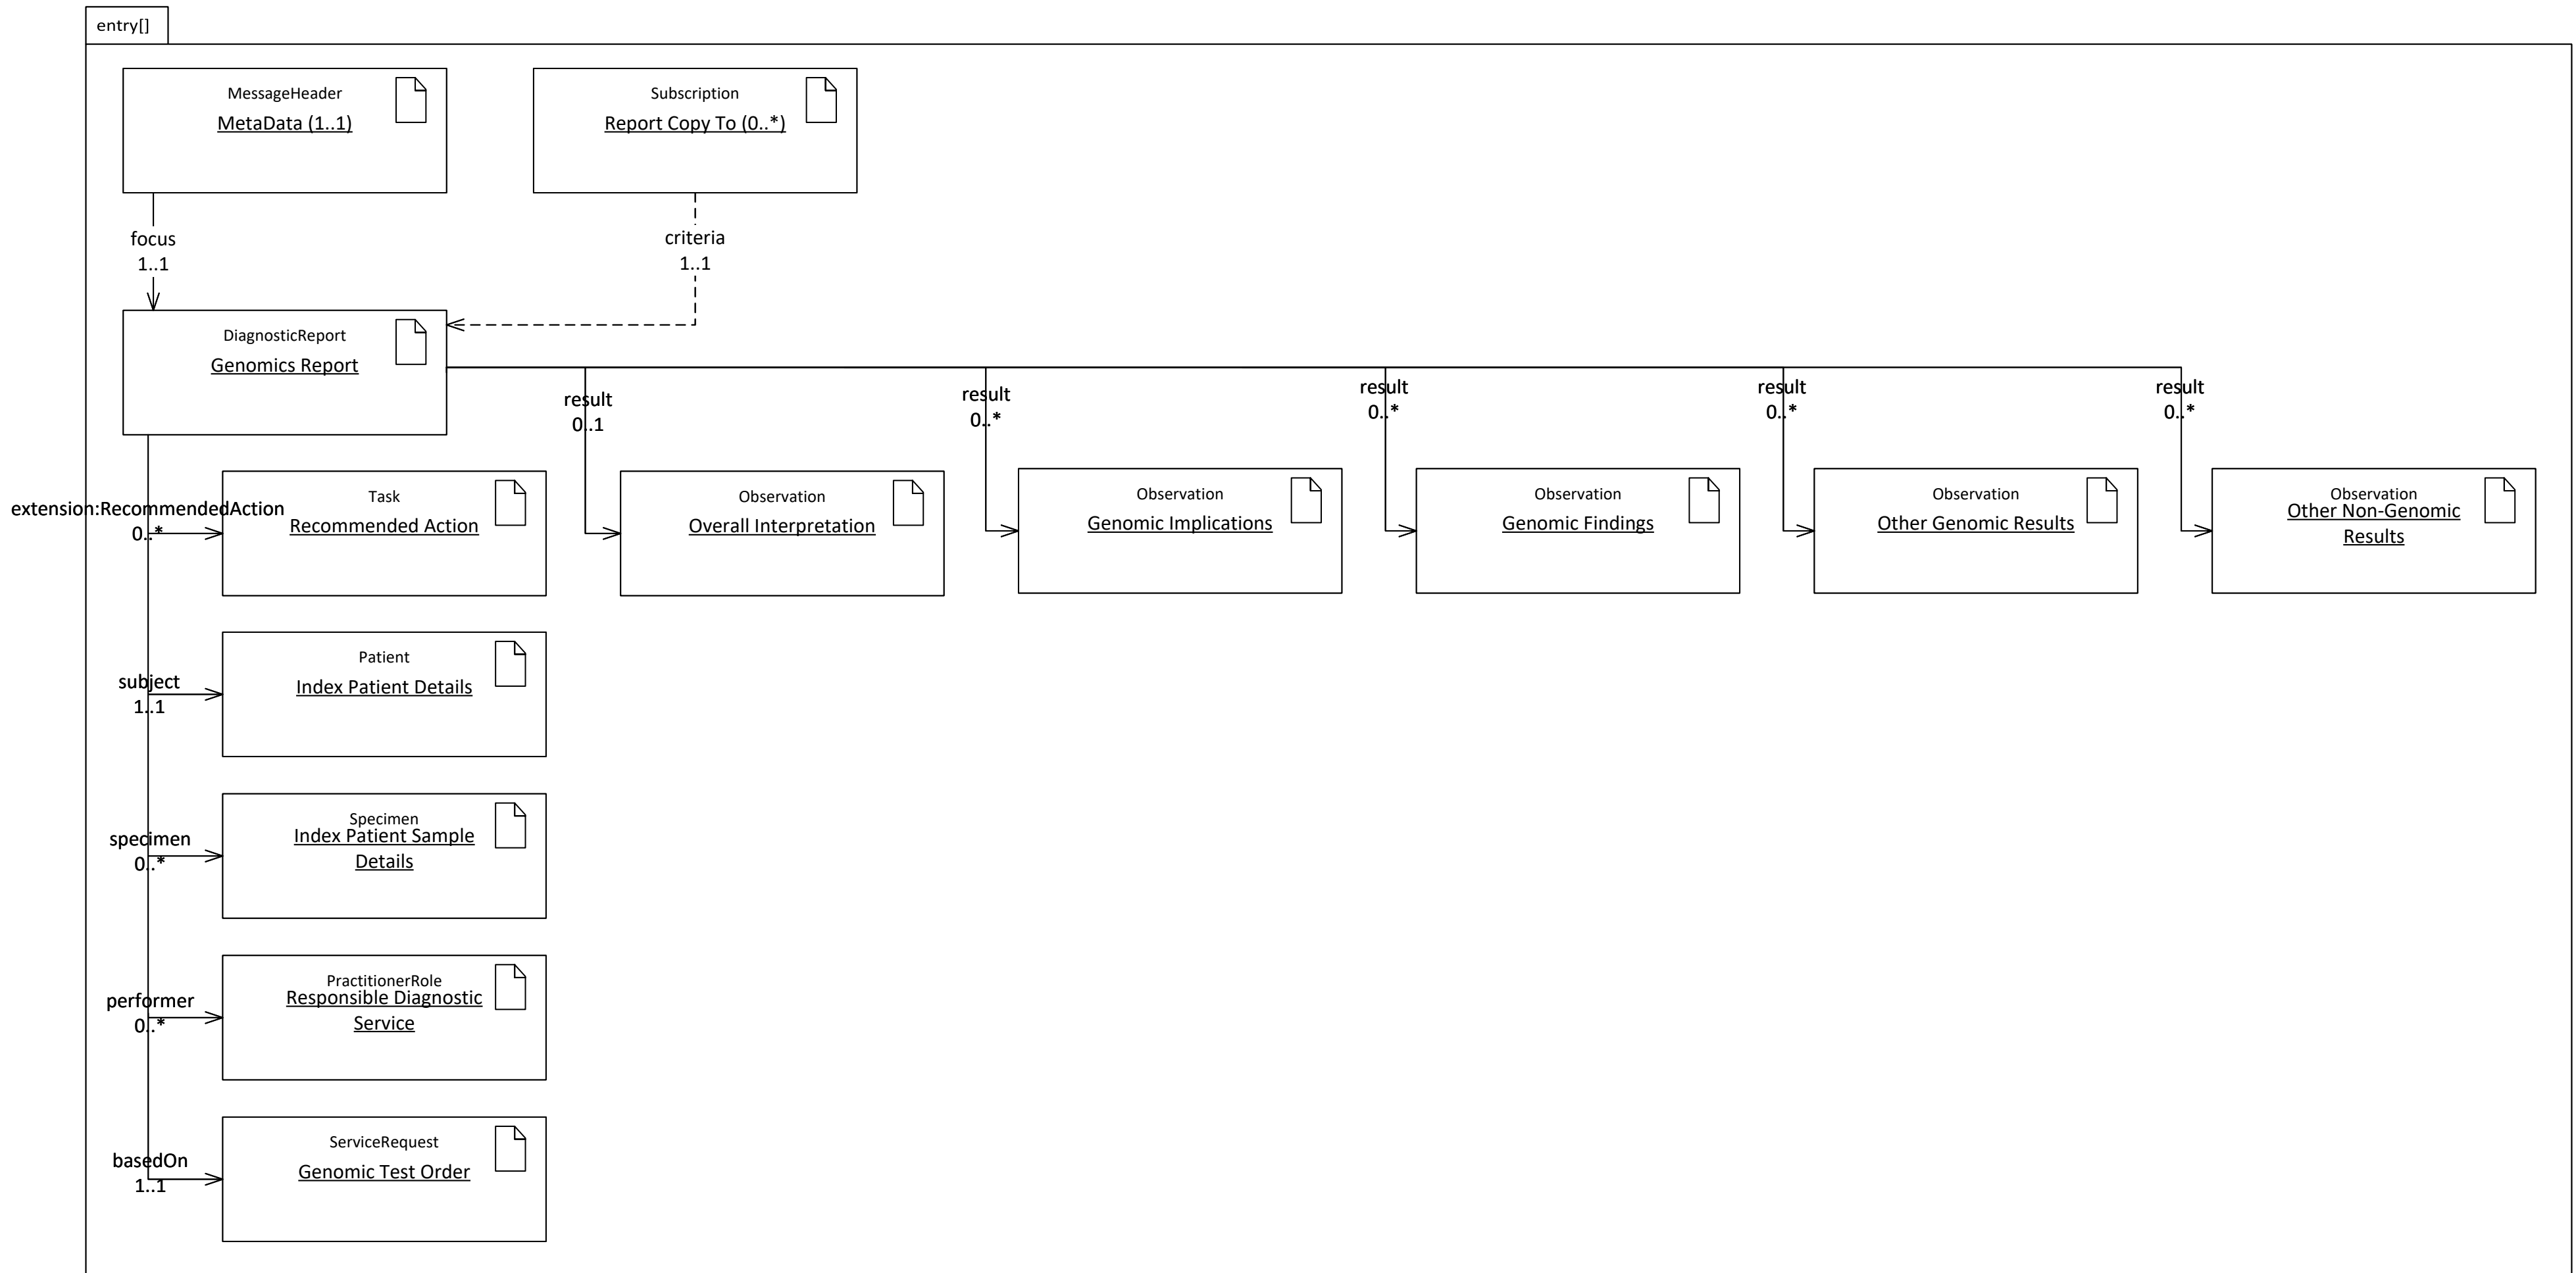 entry[]
MessageHeader
MetaData (1..1)
Subscription
Report Copy To (0..*)
focus
1..1
criteria
1..1
DiagnosticReport
Genomics Report
result
0..1
result
0..*
result
0..*
result
0..*
result
0..*
extension:RecommendedAction
0..*
Task
Recommended Action
Observation
Overall Interpretation
Observation
Genomic Implications
Observation
Genomic Findings
Observation
Other Genomic Results
Observation
Other Non-Genomic
Results
subject
1..1
Patient
Index Patient Details
specimen
0..*
Specimen
Index Patient Sample
Details
performer
0..*
PractitionerRole
Responsible Diagnostic
Service
basedOn
1..1
ServiceRequest
Genomic Test Order